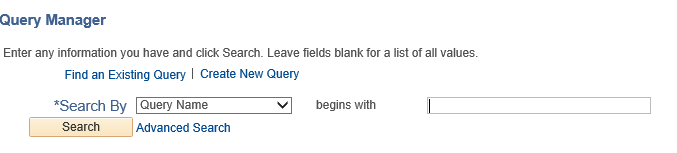 Query Manager
Enter any information you have and click Search. Leave fields blank for a list of all values.
Find an Existing Query | Create New Query
*Search By Query Name begins with
Search Advanced Search